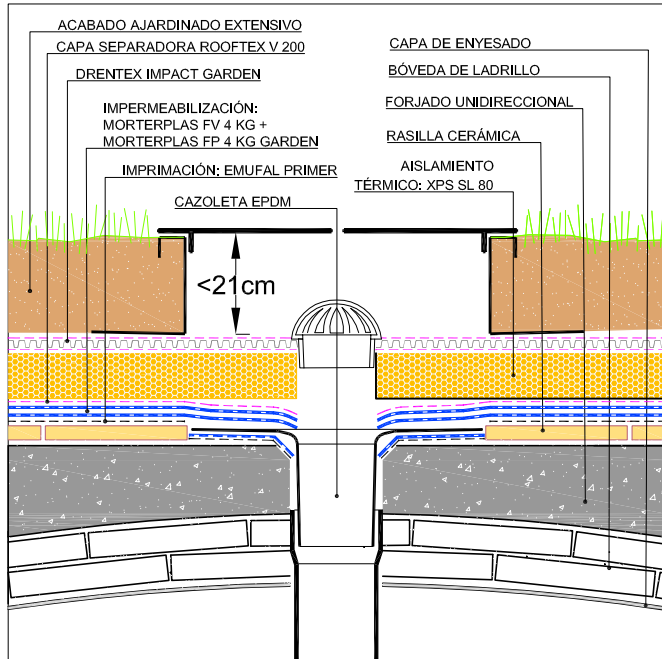 ACABADO AJARDINADO EXTENSIVO
CAPA SEPARADORA ROOFTEX V 200
DRENTEX IMPACT GARDEN
IMPERMEABILIZACIÓN:
MORTERPLAS FV 4 KG +
MORTERPLAS FP 4 KG GARDEN
IMPRIMACIÓN: EMUFAL PRIMER
CAZOLETA EPDM
CAPA DE ENYESADO
BÓVEDA DE LADRILLO
FORJADO UNIDIRECCIONAL
RASILLA CERÁMICA
AISLAMIENTO
TÉRMICO: XPS SL 80
<21cm